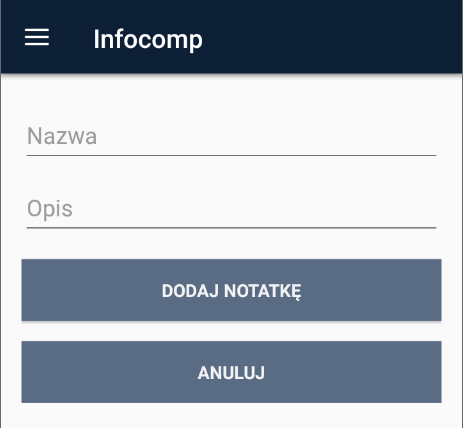 Infocomp
Nazwa
Opis
DODAJ NOTATKĘ
ANULUJ